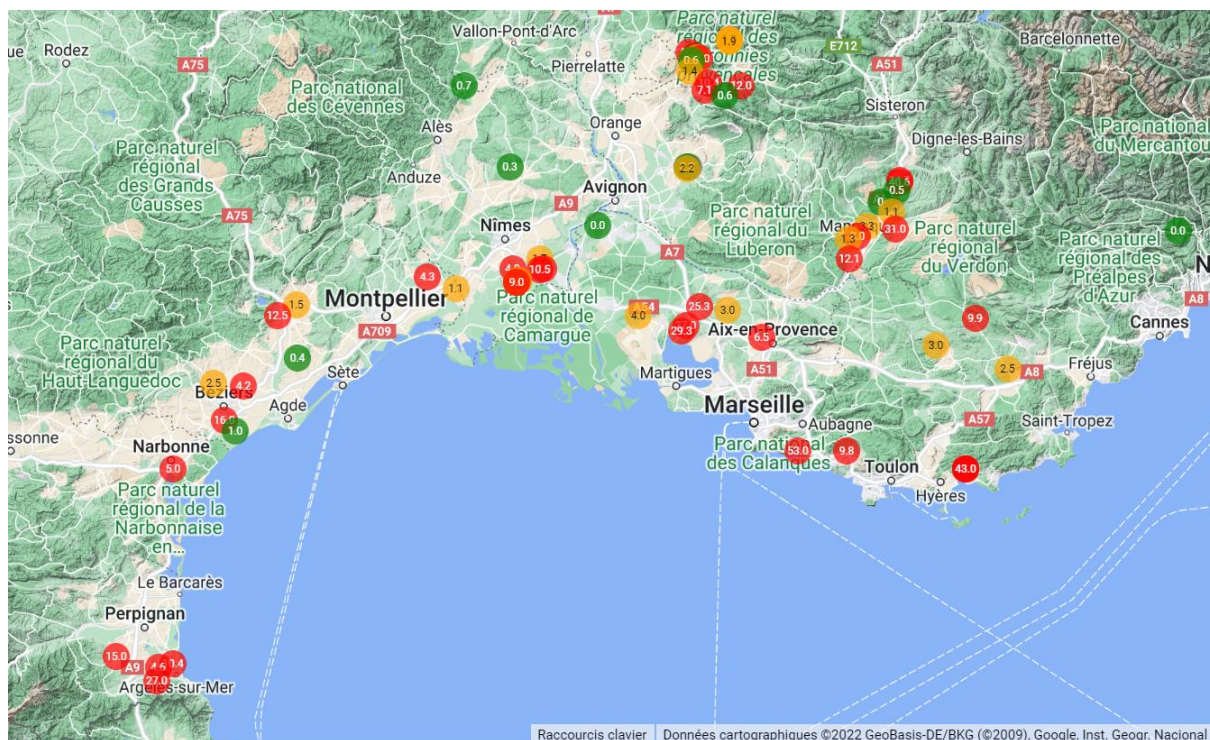 Rodez
Vallon-Pont-d'Arc
Parc naturel
régional des
1.9
Barcelonnette
E712
A75
Pierrelatte
A51
0.6
1.4
7.1
0.6
12.0
0.7
Parc national
des Cévennes
Sisteron
Alès
Orange
Digne-les-Bains
Parc national
du Mercantour
Parc naturel
régional
des Grands
Causses
Anduze
0.3
2.2
0.5
A75
A9
Avignon
Parc naturel
régional du
Luberon
1.1
Nîmes
0.0
1.3
31.0
Parc naturel
régional
du Verdon
0.0
Parc naturel
régional des
Préalpes
d'Azur
A7
12.1
4.3
10.5
9.0
1.1
A8
Montpellier
1.5
12.5
Parc naturel
régional de
Camargue
4.0
A54
25.3
3.0
29.3
6.5
Aix-en-Provence
9.9
Cannes
A709
Parc naturel
régional du
Haut-Languedoc
0.4
3.0
Sète
Martigues
A51
2.5
A8
Fréjus
2.5
4.2
Béziers
Agde
Marseille
1.0
Aubagne
A57
Saint-Tropez
Narbonne
5.0
Parc national
des Calanques
53.0
9.8
Toulon
43.0
Hyères
Parc naturel
régional de la
Narbonnaise
en…
Le Barcarès
Perpignan
15.0
A9
4.6
27.0
Argelès-sur-Mer
Raccourcis clavier
Données cartographiques ©2022 GeoBasis-DE/BKG (©2009), Google, Inst. Geogr. Nacional